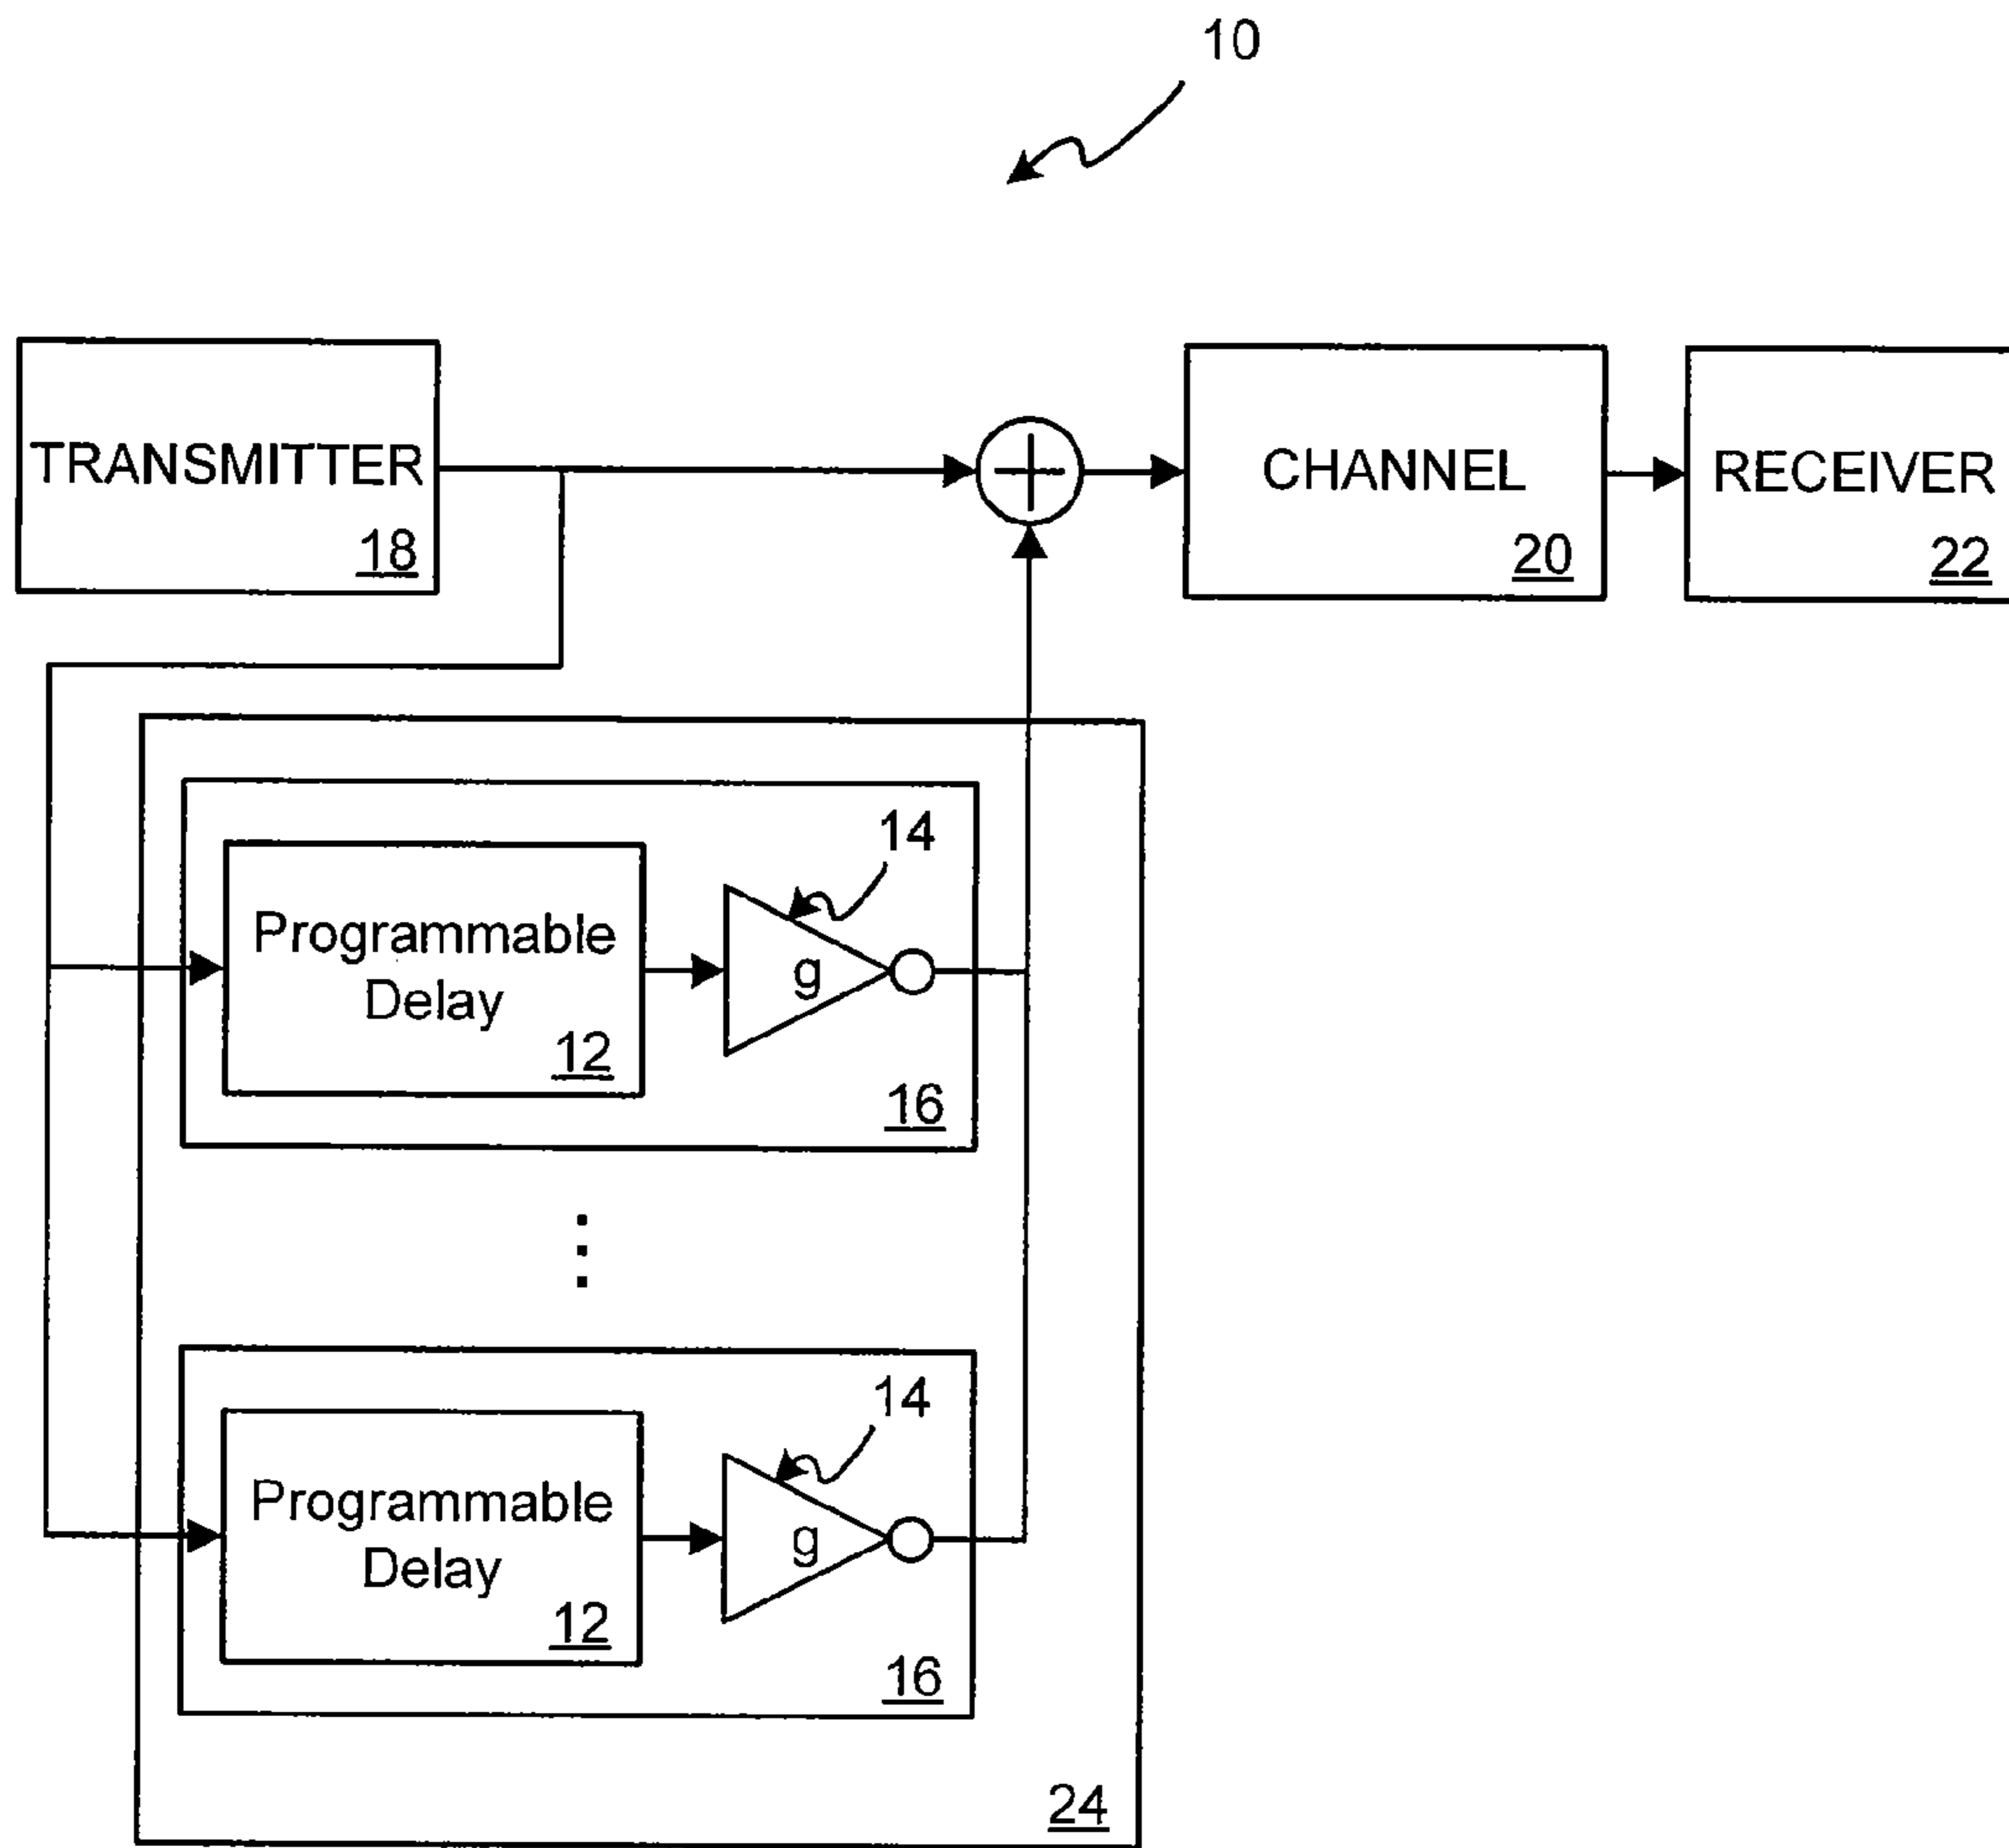 10
TRANSMITTER
18
CHANNEL
20
RECEIVER
22
14
Programmable
Delay
12
g
16
14
Programmable
Delay
12
g
16
24